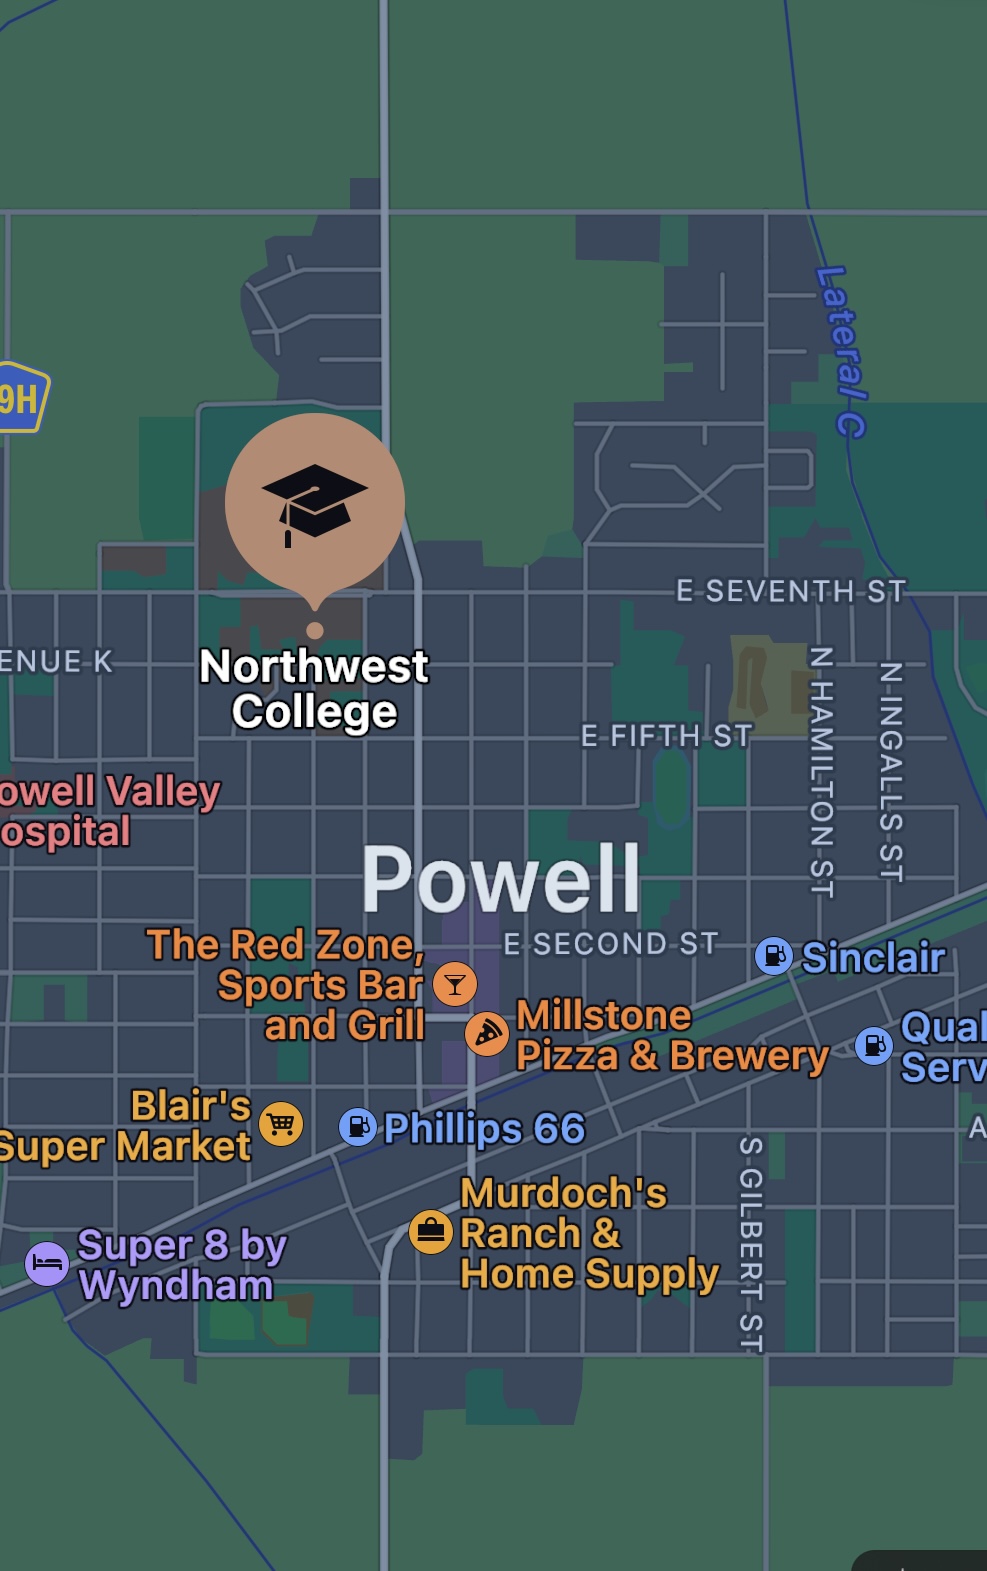 Lateral C
9H
E SEVENTH ST
ENUE K
Northwest
College
N HAMILTON ST
N INGALLS ST
E FIFTH ST
owell Valley
ospital
Powell
The Red Zone,
Sports Bar
and Grill
E SECOND ST
Sinclair
Millstone
Pizza & Brewery
Qual
Serv
Blair's
Super Market
Phillips 66
A
S GILBERT ST
Murdoch's
Ranch &
Home Supply
Super 8 by
Wyndham